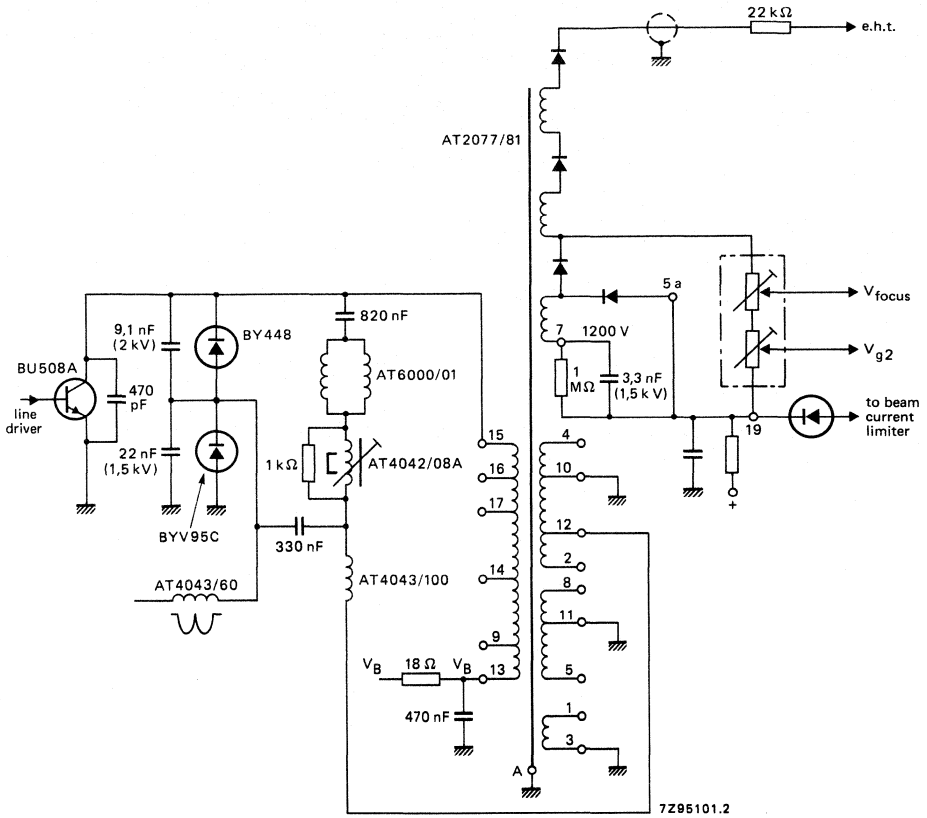 22 kΩ
e.h.t.
AT2077/81
5 a
V focus
820 nF
9,1 nF
(2 kV)
BY448
7
1200 V
V g2
BU508A
AT6000/01
1
MΩ
3,3 nF
(1,5 kV)
470
pF
line
driver
to beam
current
limiter
19
22 nF
(1,5 kV)
1 kΩ
AT4042/08A
15
4
16
10
+
17
BYV95C
330 nF
12
AT4043/60
AT4043/100
14
2
8
11
9
V B
18 Ω
V B
13
5
470 nF
1
3
A
7Z95101.2